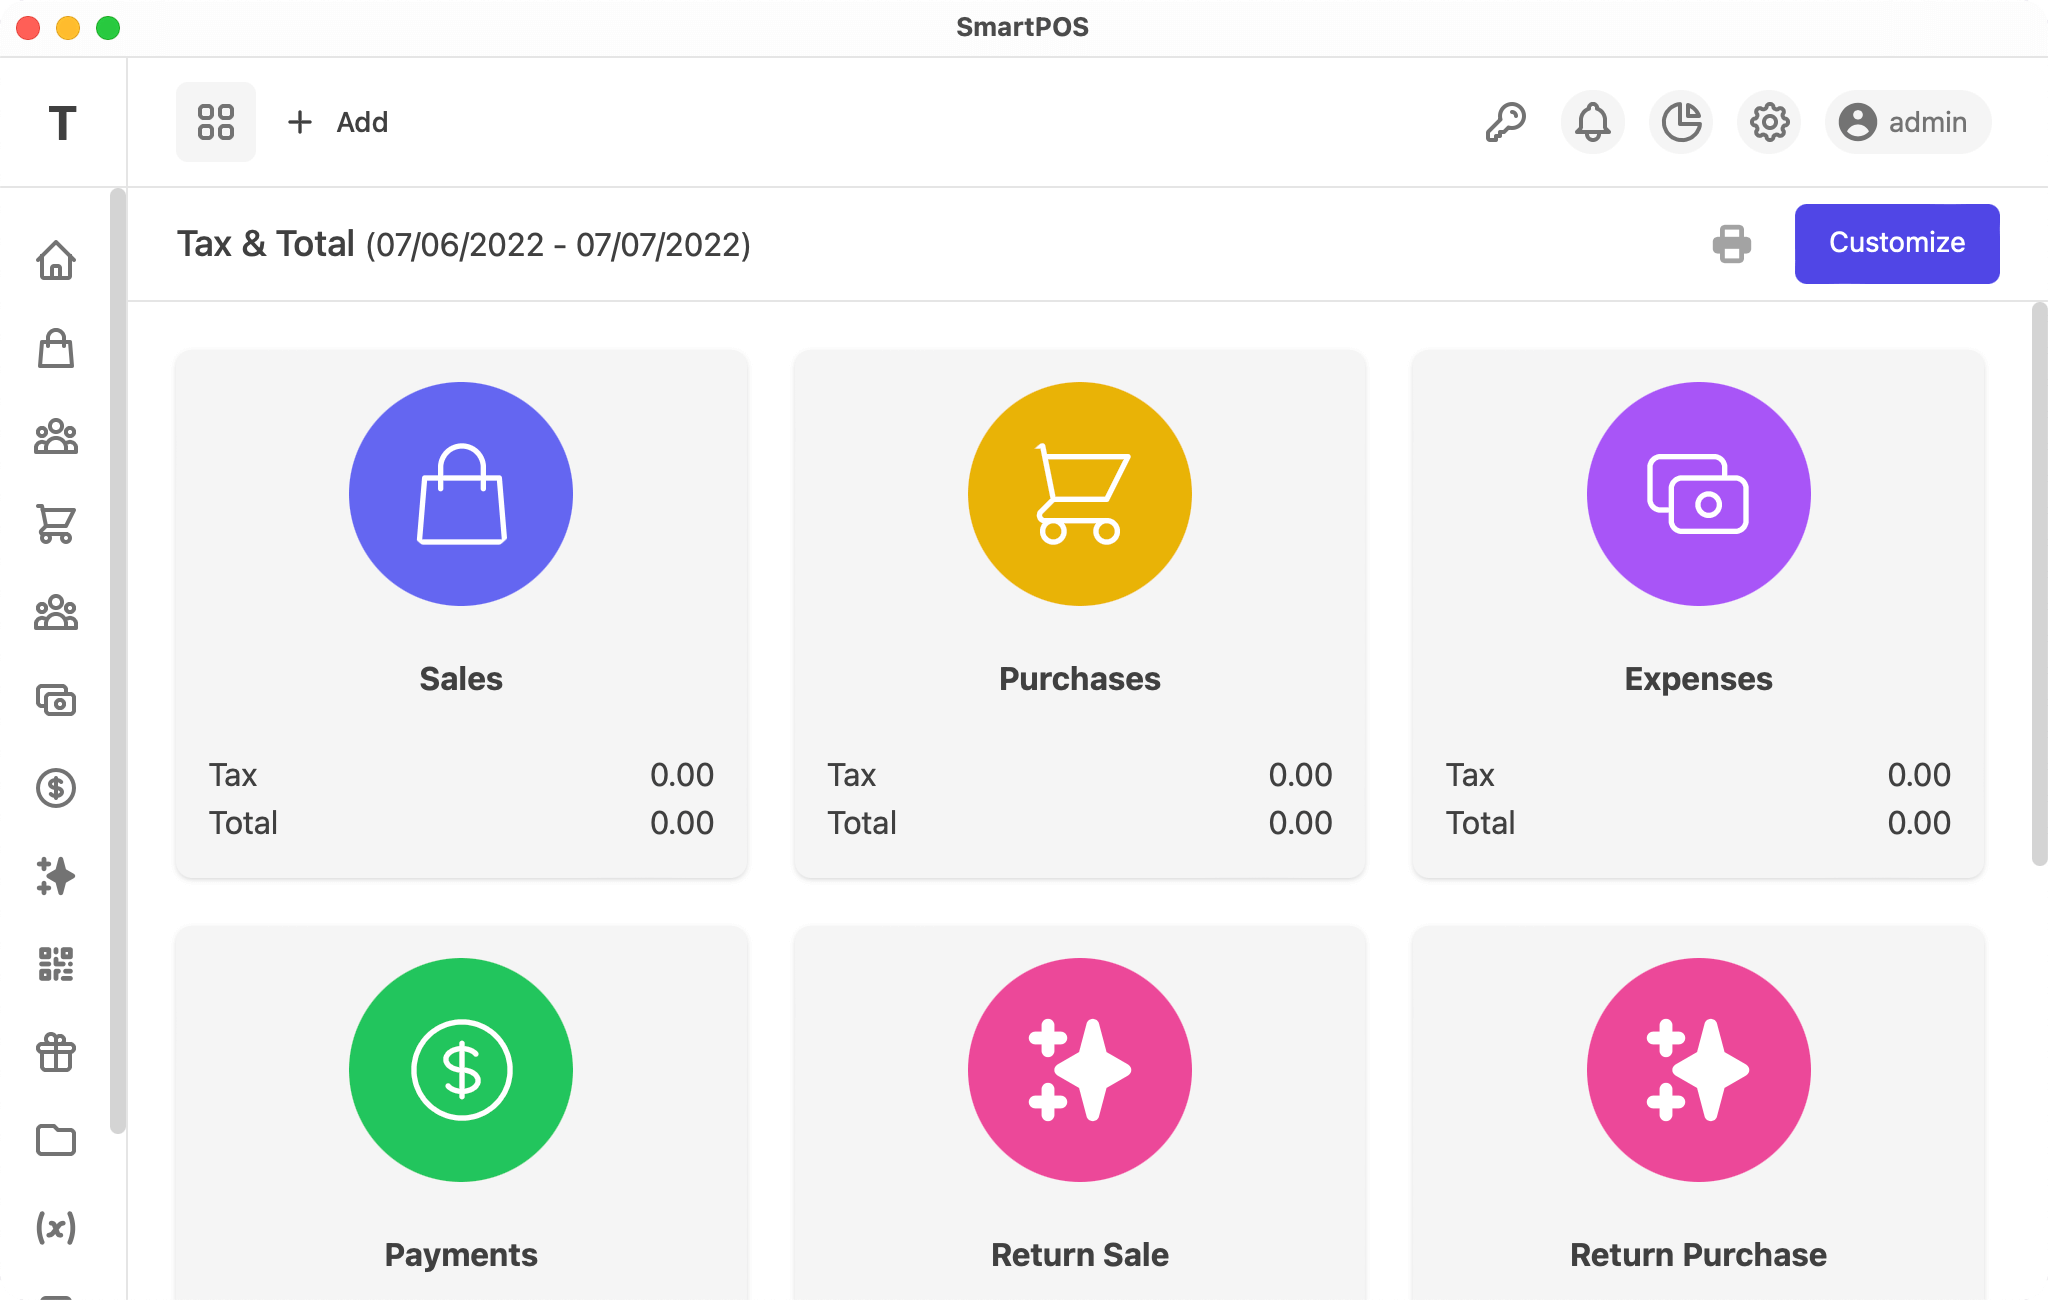 SmartPOS
T
Add
admin
Tax & Total (07/06/2022 - 07/07/2022)
Customize
Sales
Purchases
Expenses
Tax 0.00
Total 0.00
Tax 0.00
Total 0.00
Tax 0.00
Total 0.00
Payments
Return Sale
Return Purchase